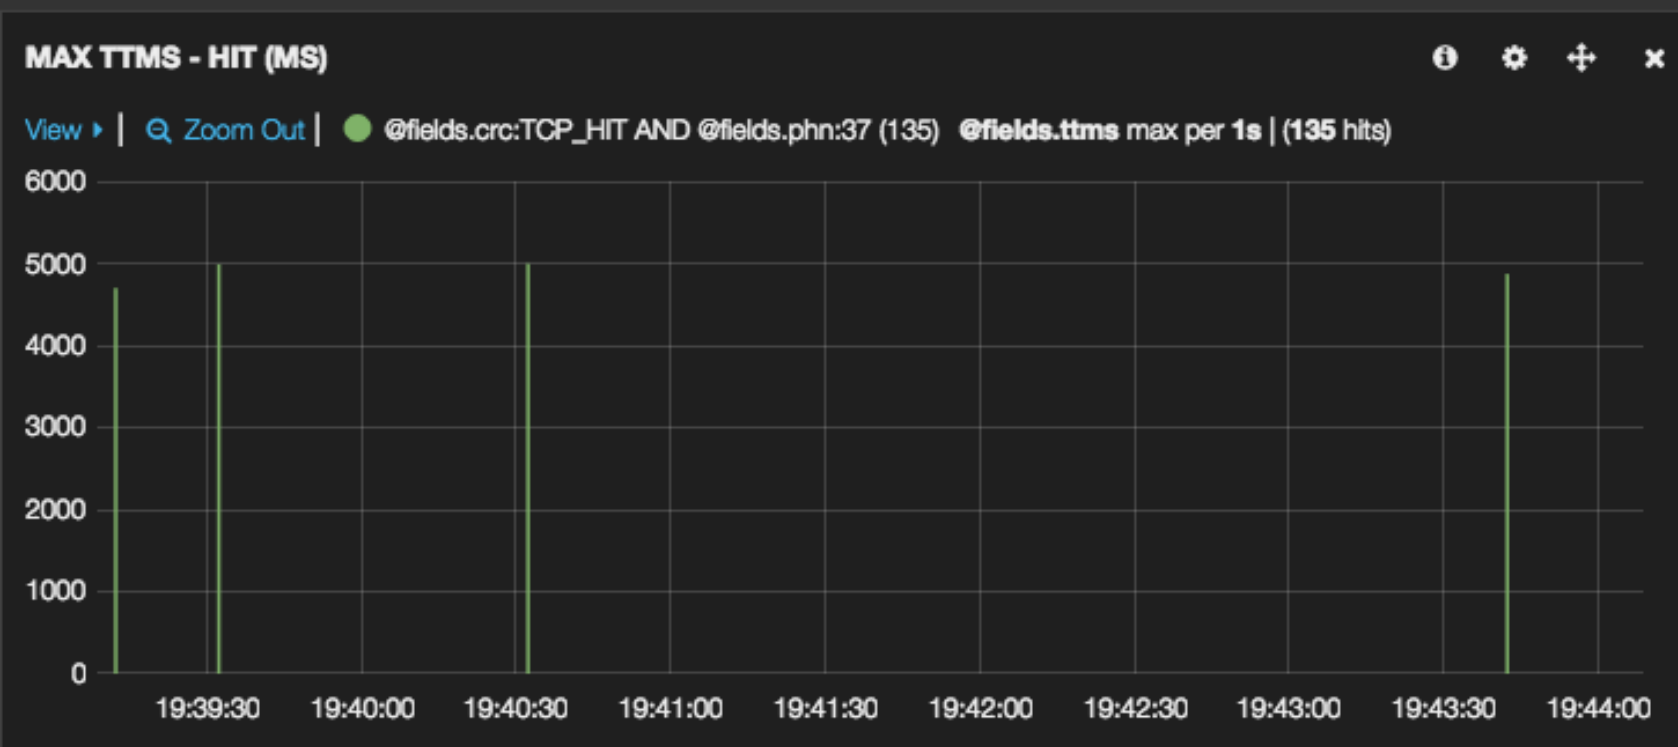 MAX TTMS - HIT (MS)
View | Zoom Out | @fields.crc:TCP_HIT AND @fields.phn:37 (135) @fields.ttms max per 1s | (135 hits)
6000
5000
4000
3000
2000
1000
0
19:39:30 19:40:00 19:40:30 19:41:00 19:41:30 19:42:00 19:42:30 19:43:00 19:43:30 19:44:00